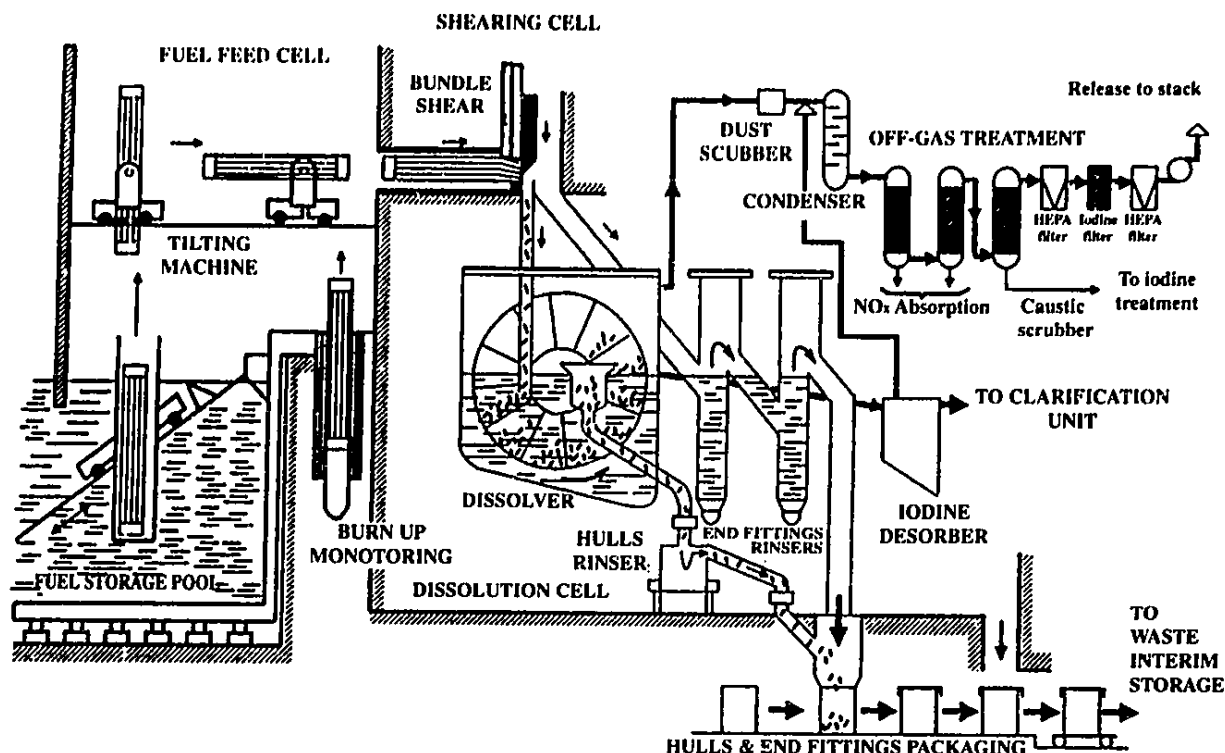 SHEARING CELL
FUEL FEED CELL
BUNDLE
SHEAR
Release to stack
DUST
SCUBBER
OFF-GAS TREATMENT
CONDENSER
HEPA
filter
Iodine
filter
HEPA
filter
TILTING
MACHINE
NOx Absorption
Caustic
scrubber
To iodine
treatment
TO CLARIFICATION
UNIT
DISSOLVER
BURN UP
MONOTORING
HULLS
RINSER
END FITTINGS
RINSERS
IODINE
DESORBER
FUEL STORAGE POOL
DISSOLUTION CELL
TO
WASTE
INTERIM
STORAGE
HULLS & END FITTINGS PACKAGING